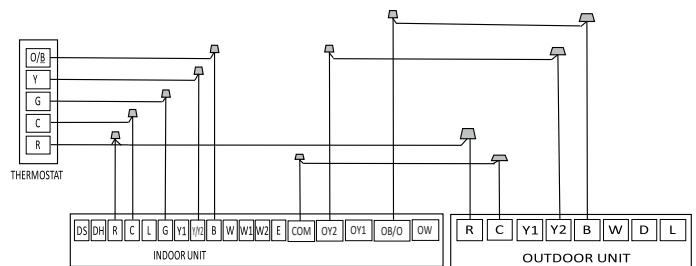 O/B
Y
G
C
R
THERMOSTAT
DS DH R C L G Y1 Y/Y2 B W W1 W2 E COM OY2 OY1 OB/O OW
INDOOR UNIT
R C Y1 Y2 B W D L
OUTDOOR UNIT